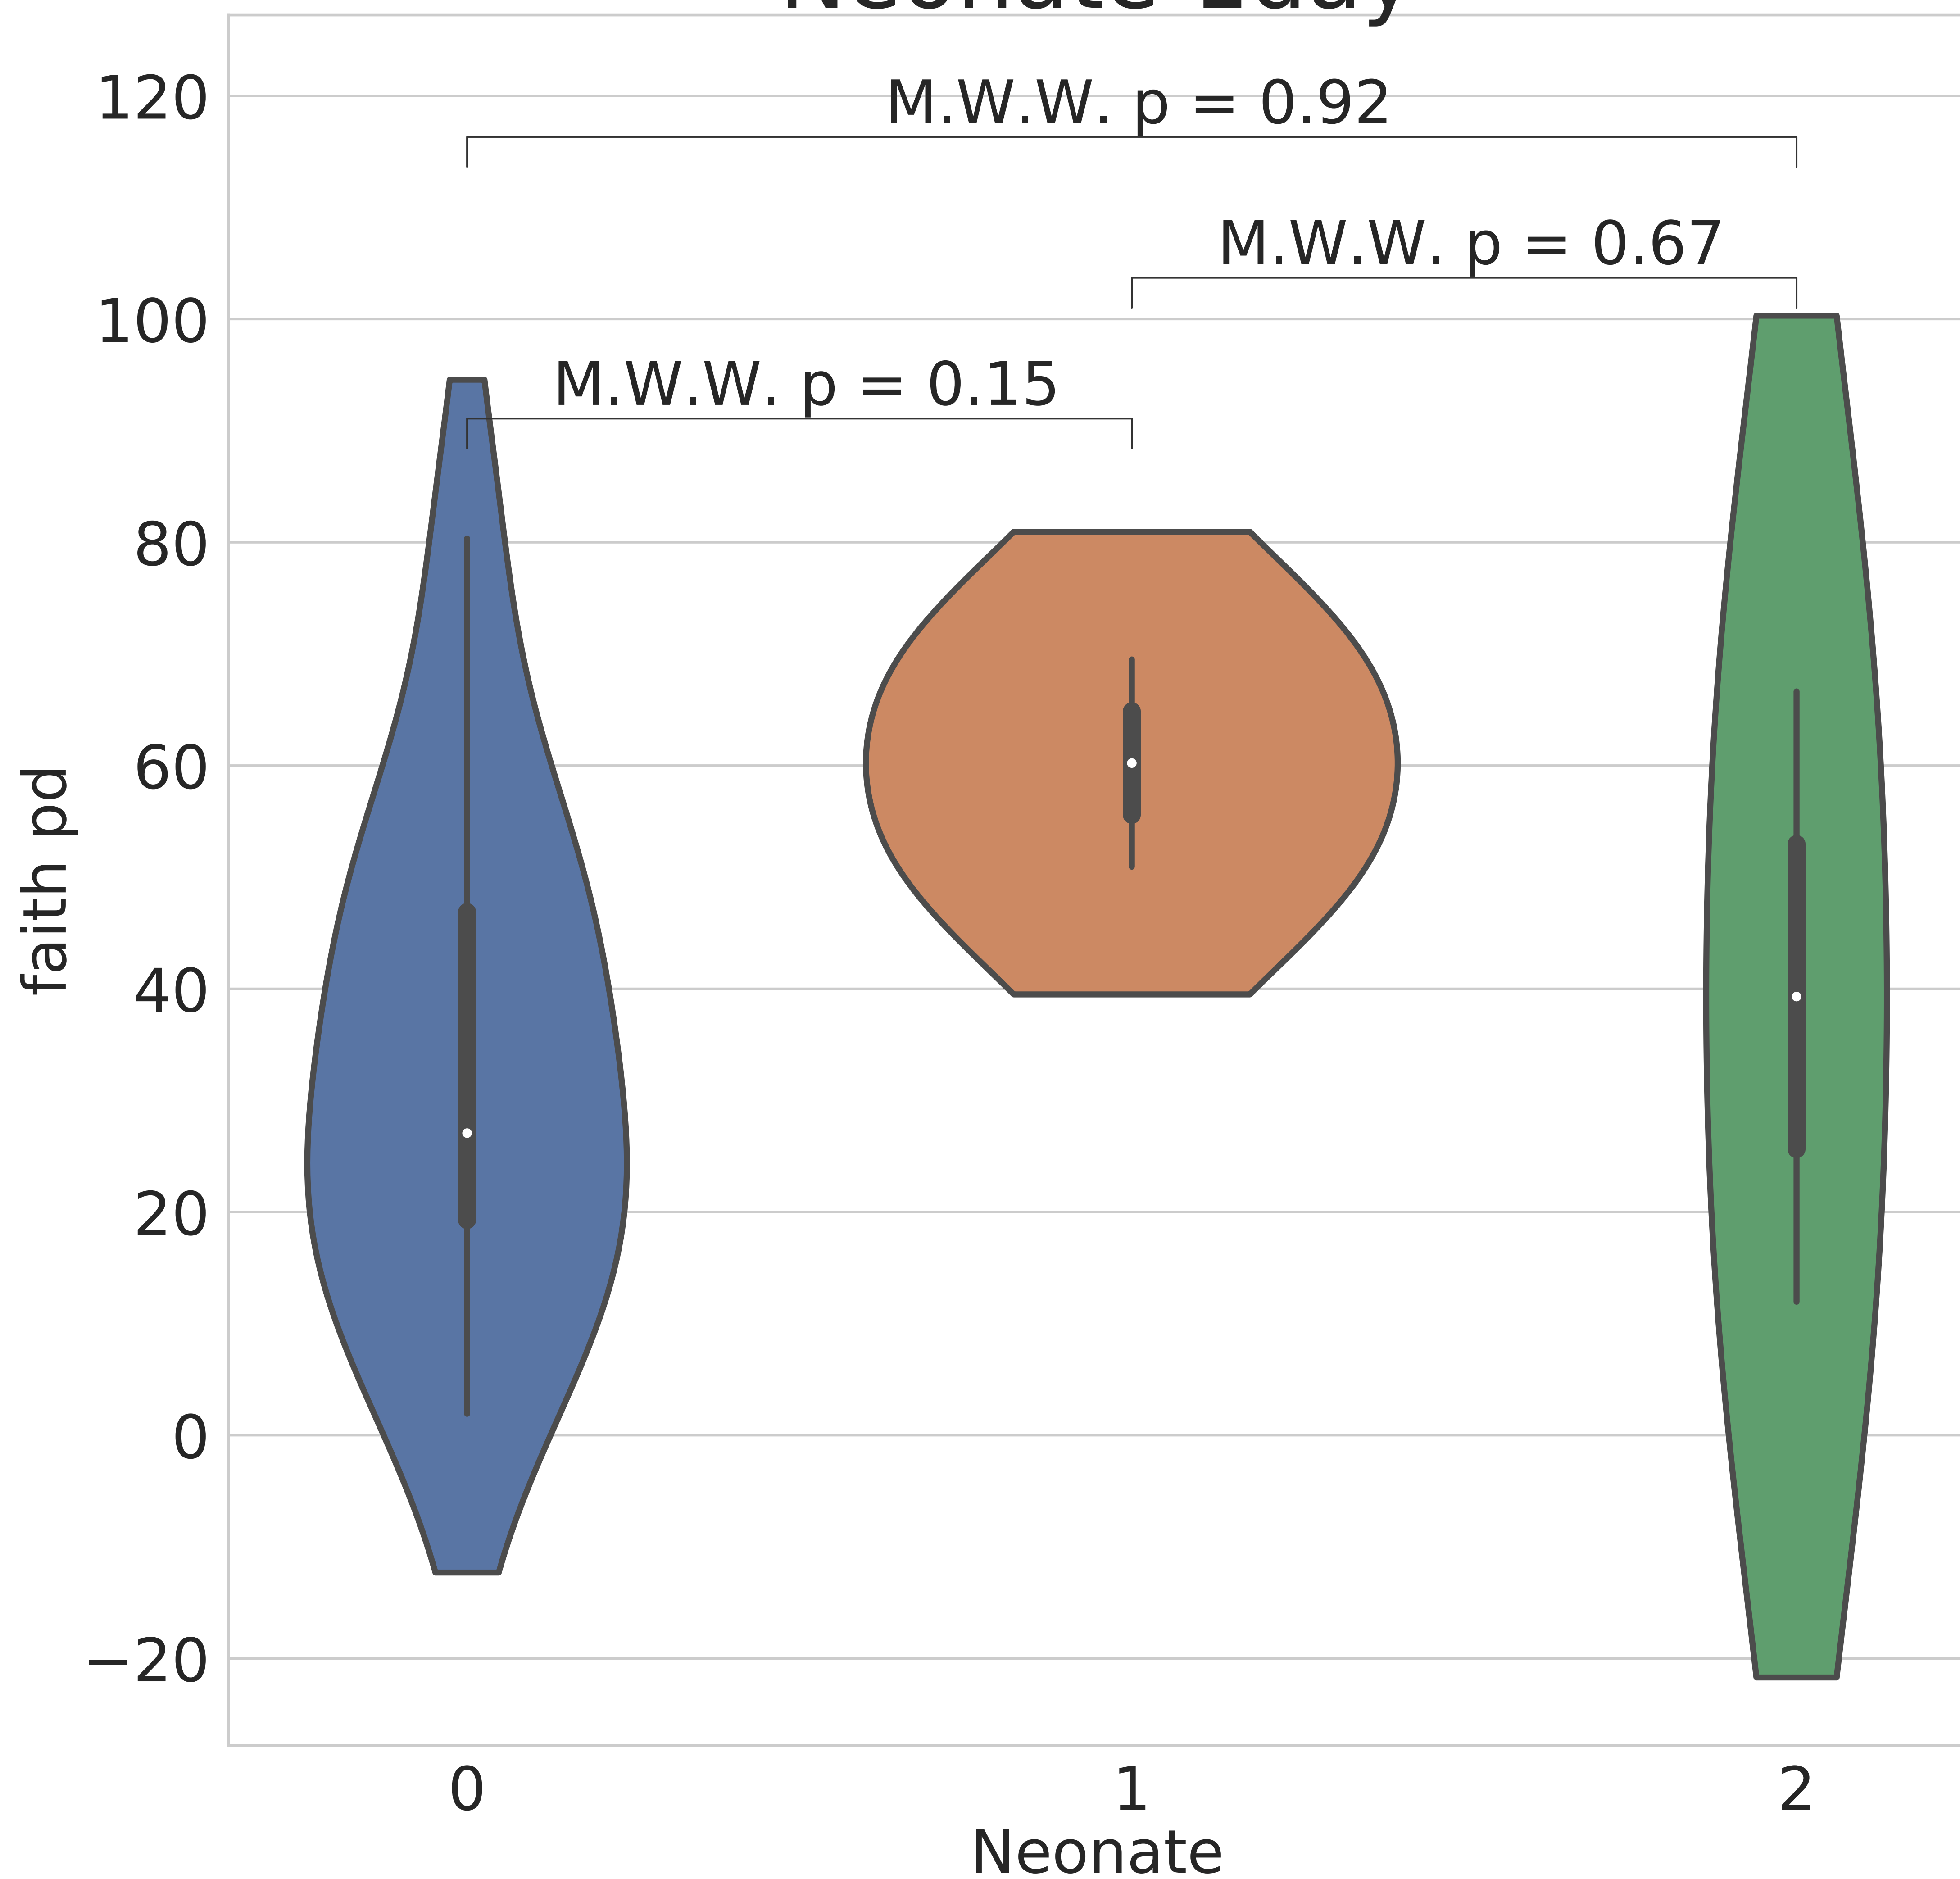 M.W.W. p = 0.92
M.W.W. p = 0.67
M.W.W. p = 0.15
120
100
80
60
40
20
0
−20
faith pd
0 1 2
Neonate